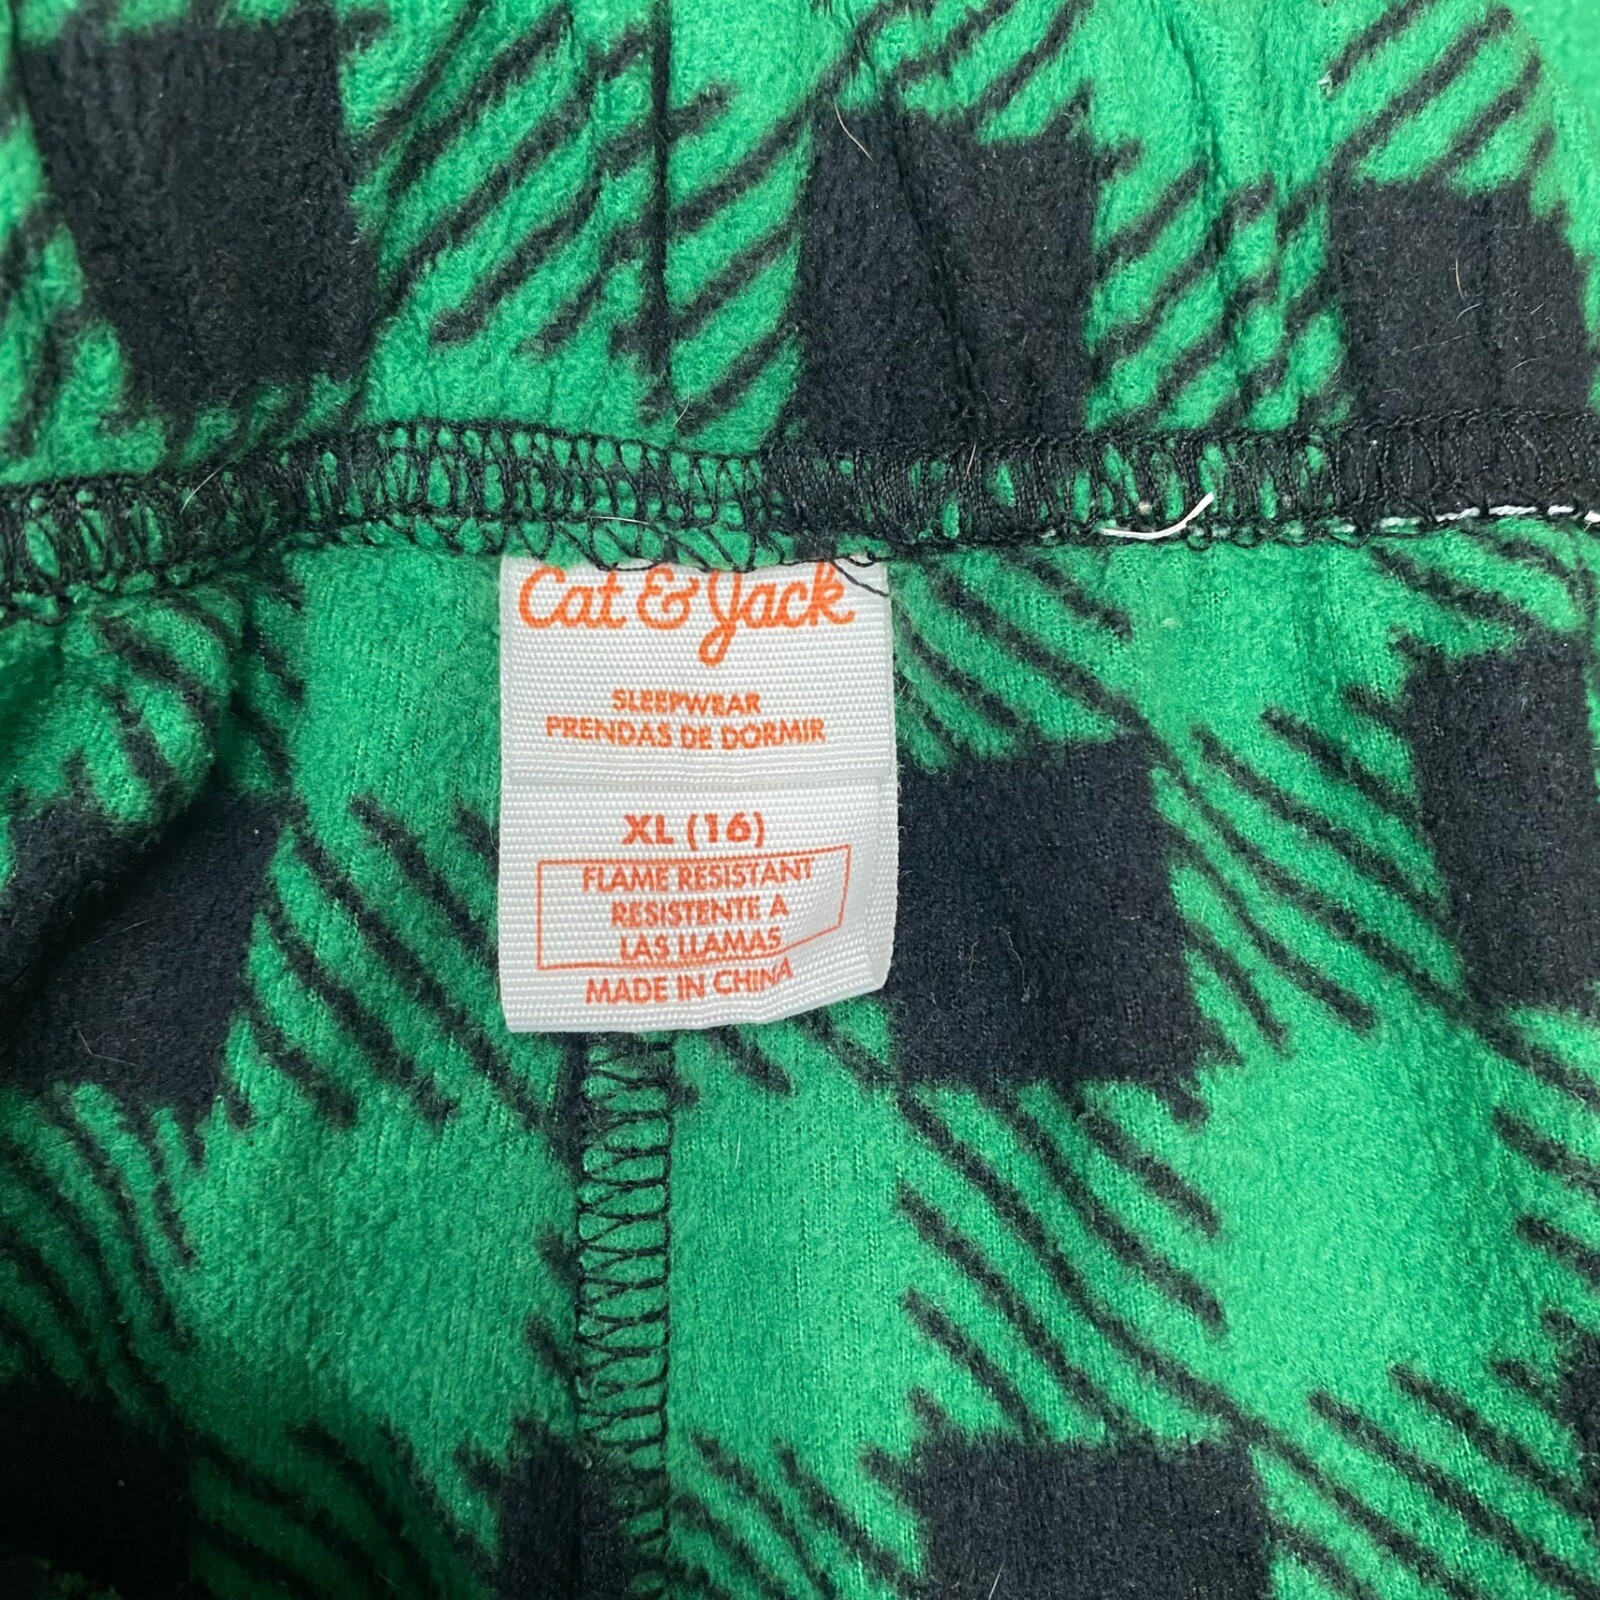 Cat & Jack
SLEEPWEAR
PRENDAS DE DORMIR
XL (16)
FLAME RESISTANT
RESISTENTE A
LAS LLAMAS
MADE IN CHINA